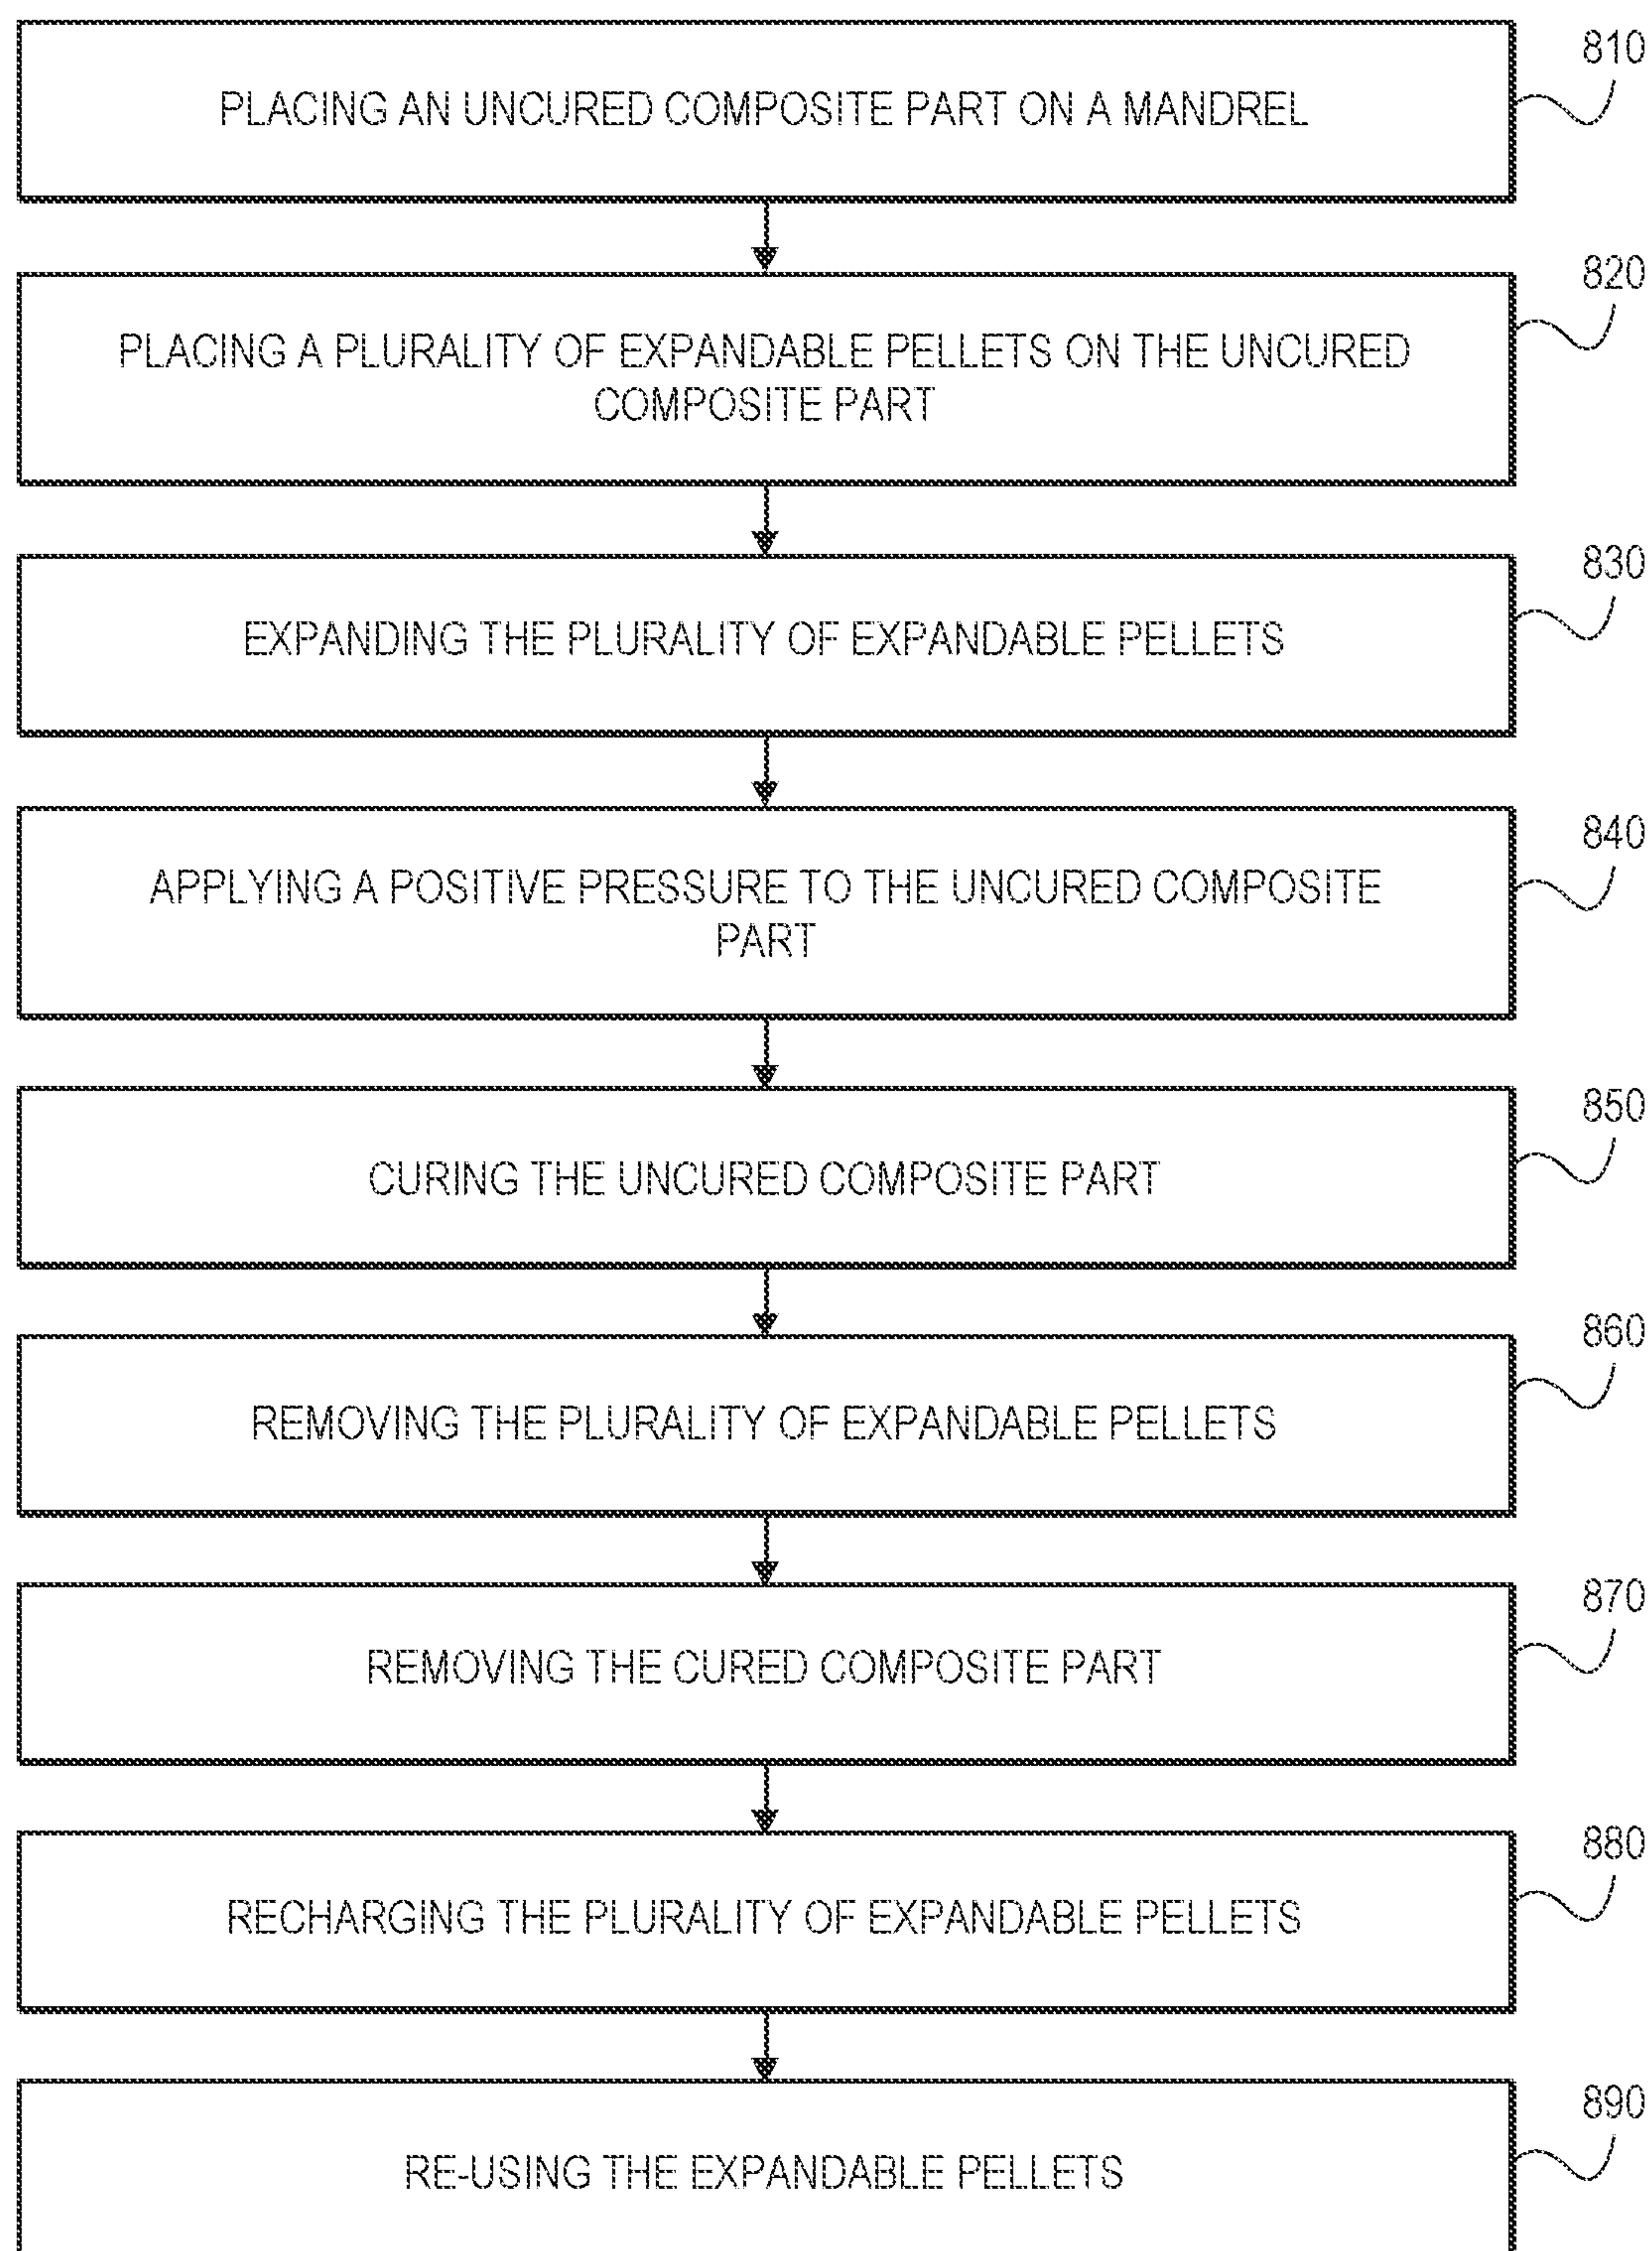 810
PLACING AN UNCURED COMPOSITE PART ON A MANDREL
820
PLACING A PLURALITY OF EXPANDABLE PELLETS ON THE UNCURED
COMPOSITE PART
830
EXPANDING THE PLURALITY OF EXPANDABLE PELLETS
840
APPLYING A POSITIVE PRESSURE TO THE UNCURED COMPOSITE
PART
850
CURING THE UNCURED COMPOSITE PART
860
REMOVING THE PLURALITY OF EXPANDABLE PELLETS
870
REMOVING THE CURED COMPOSITE PART
880
RECHARGING THE PLURALITY OF EXPANDABLE PELLETS
890
RE-USING THE EXPANDABLE PELLETS